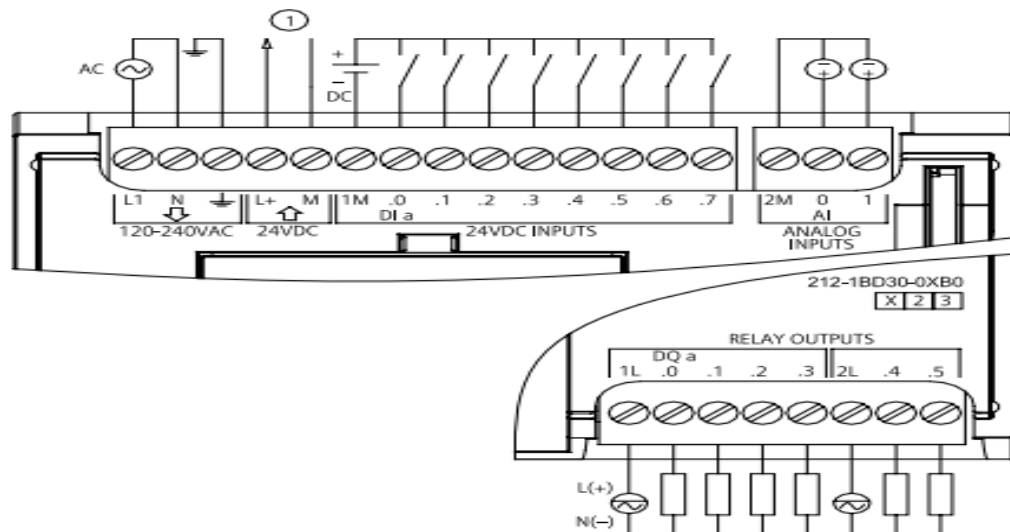 1
AC
+
−
DC
L1 N L+ M 1M .0 .1 .2 .3 .4 .5 .6 .7 2M 0 1
DI a AI
120-240VAC 24VDC 24VDC INPUTS ANALOG
INPUTS
212-1BD30-0XB0
X 2 3
RELAY OUTPUTS
DQ a
1L .0 .1 .2 .3 2L .4 .5
L(+)
N(−)